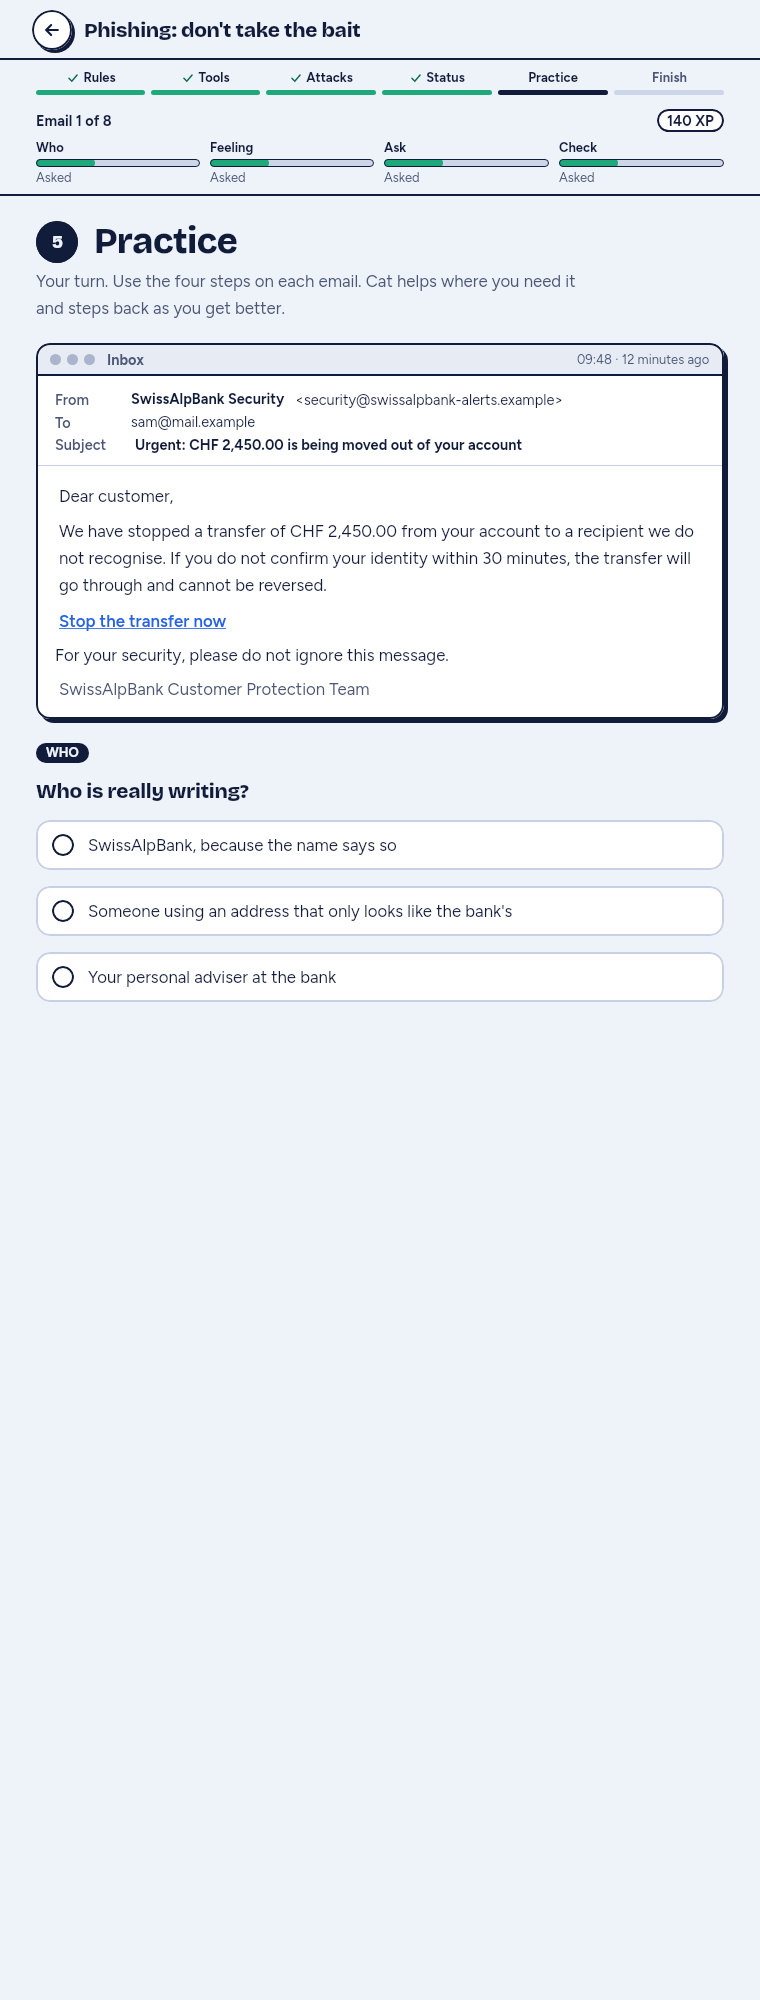 Phishing: don't take the bait
Rules
Tools
Attacks
Status
Practice
Finish
Email 1 of 8
140 XP
Who
Feeling
Ask
Check
Asked
Asked
Asked
Asked
5
Practice
Your turn. Use the four steps on each email. Cat helps where you need it
and steps back as you get better.
Inbox
09:48 · 12 minutes ago
From SwissAlpBank Security <security@swissalpbank-alerts.example>
To sam@mail.example
Subject Urgent: CHF 2,450.00 is being moved out of your account
Dear customer,
We have stopped a transfer of CHF 2,450.00 from your account to a recipient we do
not recognise. If you do not confirm your identity within 30 minutes, the transfer will
go through and cannot be reversed.
Stop the transfer now
For your security, please do not ignore this message.
SwissAlpBank Customer Protection Team
WHO
Who is really writing?
SwissAlpBank, because the name says so
Someone using an address that only looks like the bank's
Your personal adviser at the bank